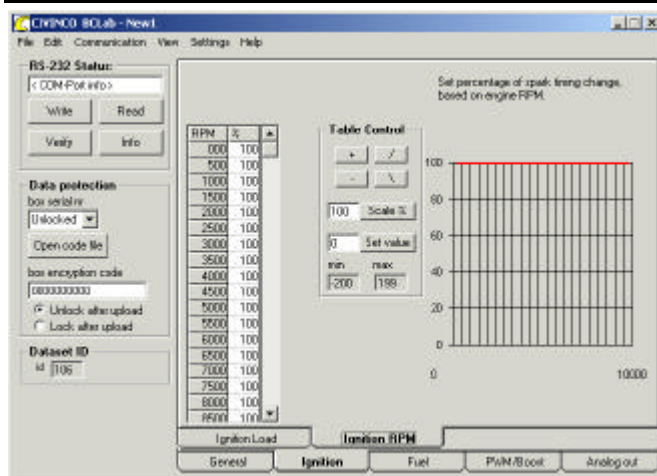 CIVINCO BCLab - New1
File Edit Communication View Settings Help
RS-232 Status:
< COM-Port info >
Write Read
Verify Info
Data protection
box serial nr
Unlocked
Open code file
box encryption code
0000000000
Unlock after upload
Lock after upload
Dataset ID
id 106
RPM %
000 100
500 100
1000 100
1500 100
2000 100
2500 100
3000 100
3500 100
4000 100
4500 100
5000 100
5500 100
6000 100
6500 100
7000 100
7500 100
8000 100
8500 100
Table Control
+ /
- \
100 Scale %
0 Set value
min max
-200 199
Set percentage of spark timing change,
based on engine RPM.
100
80
60
40
20
0
0 10000
Ignition Load Ignition RPM
General Ignition Fuel PWM/Boost Analog out